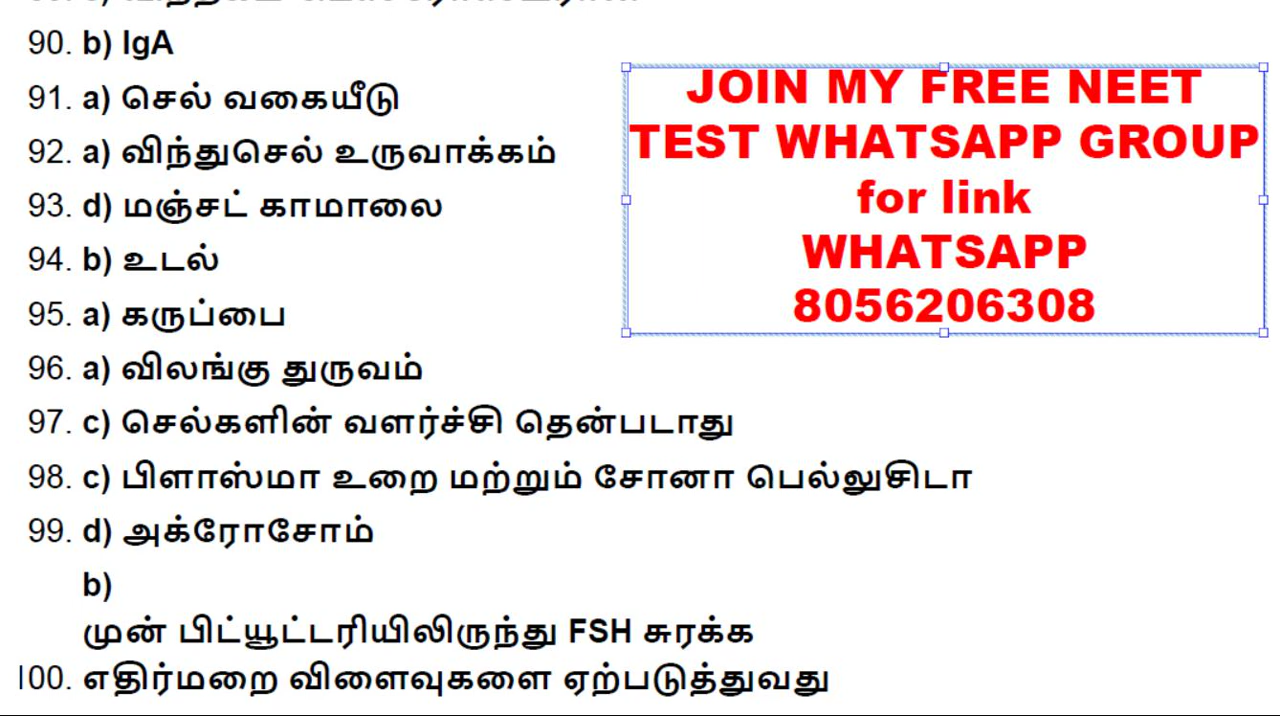 90. b) IgA
91. a) செல் வகையீடு
92. a) விந்துசெல் உருவாக்கம்
93. d) மஞ்சட் காமாலை
94. b) உடல்
95. a) கருப்பை
96. a) விலங்கு துருவம்
97. c) செல்களின் வளர்ச்சி தென்படாது
98. c) பிளாஸ்மா உறை மற்றும் சோனா பெல்லுசிடா
99. d) அக்ரோசோம்
b)
முன் பிட்யூட்டரியிலிருந்து FSH சுரக்க
100. எதிர்மறை விளைவுகளை ஏற்படுத்துவது
JOIN MY FREE NEET
TEST WHATSAPP GROUP
for link
WHATSAPP
8056206308